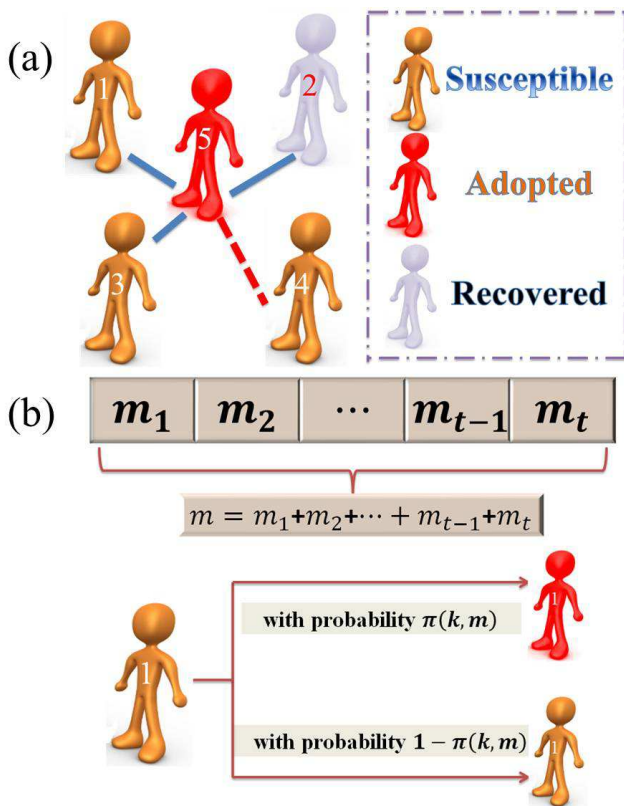 (a)
1
2
5
3
4
Susceptible
Adopted
Recovered
(b)
m₁ m₂ ⋯ mₜ₋₁ mₜ
m = m₁+m₂+⋯ + mₜ₋₁+mₜ
1
with probability π(k, m)
1
with probability 1 − π(k, m)
1